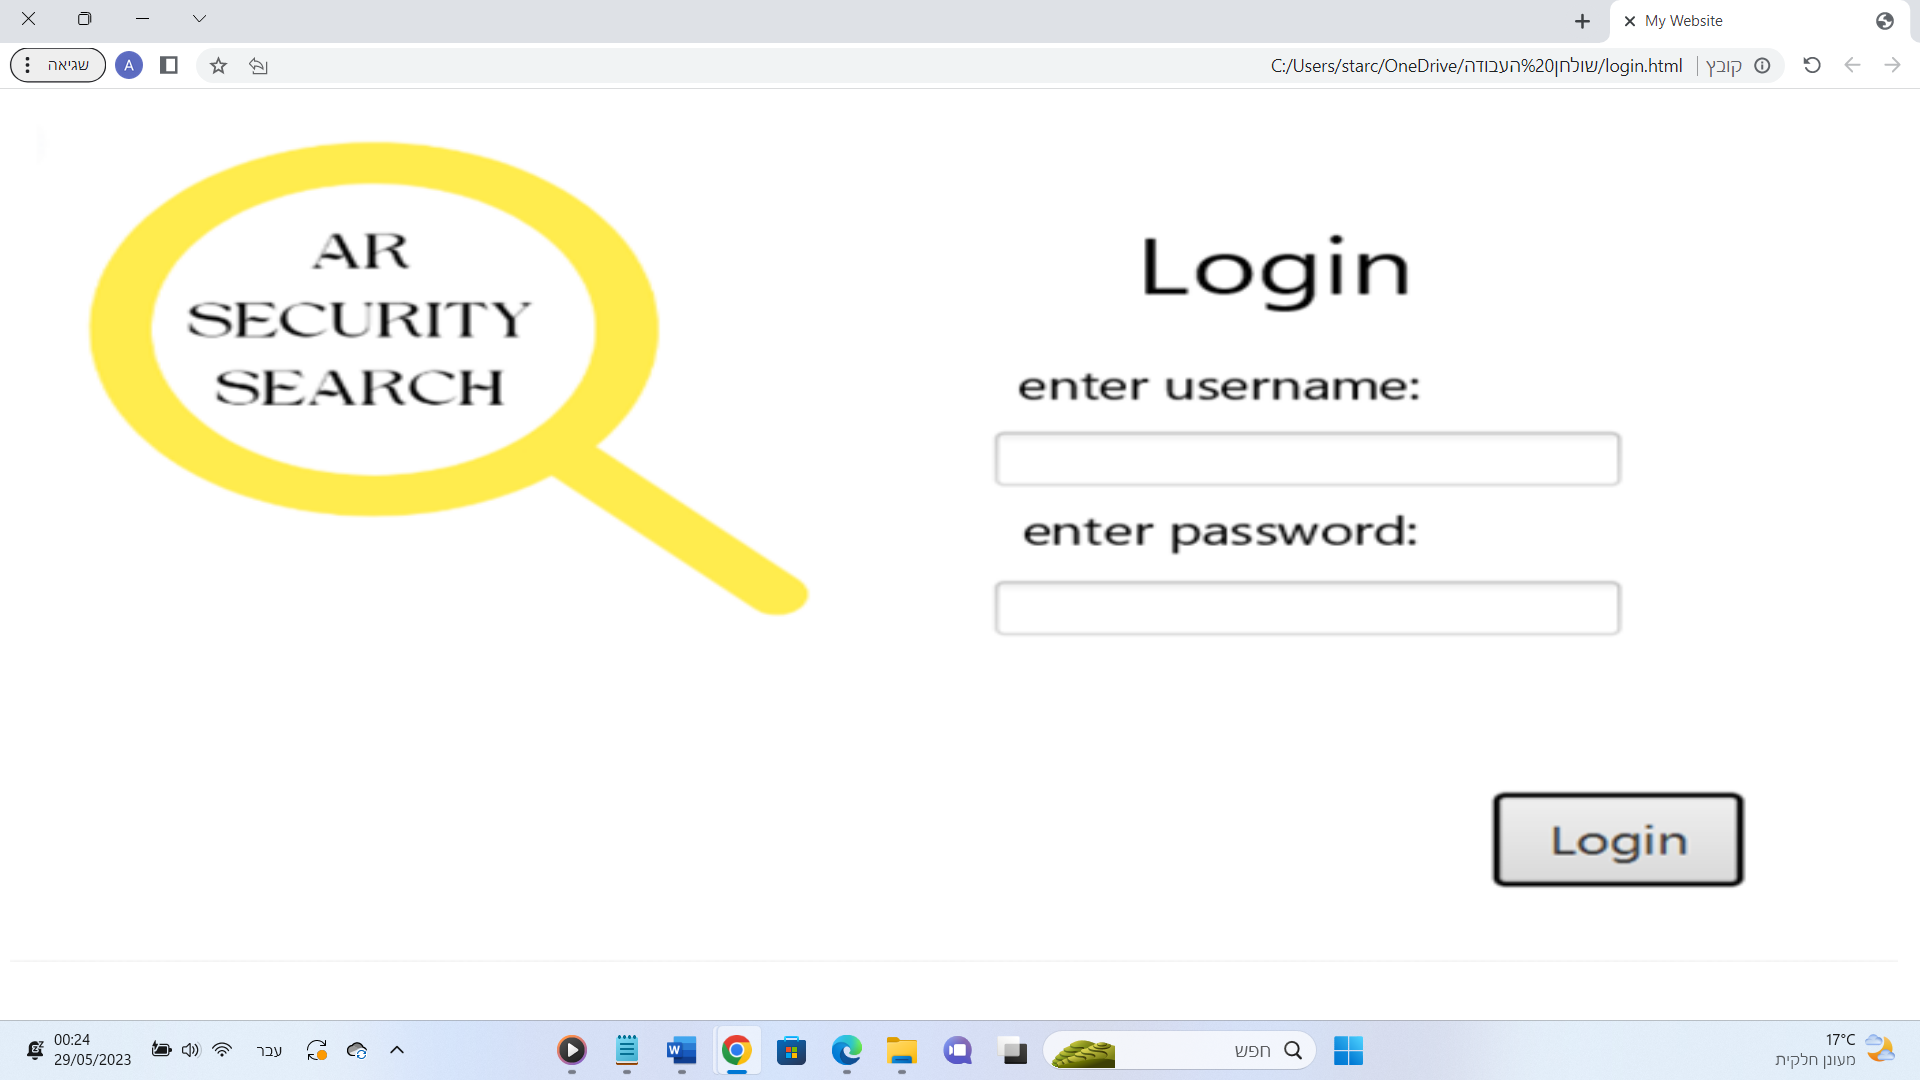 My Website
שגיאה
A
קובץ
C:/Users/starc/OneDrive/שולחן%20העבודה/login.html
AR
SECURITY
SEARCH
Login
enter username:
enter password:
Login
00:24
29/05/2023
עבר
W
חפש
17°C
מעונן חלקית